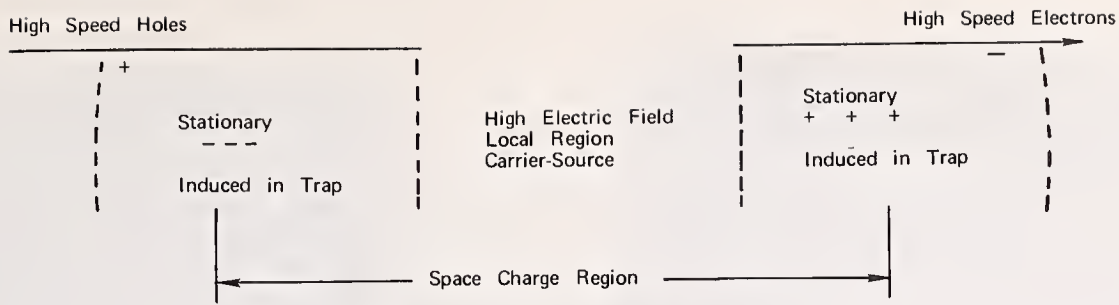 High Speed Holes
High Speed Electrons
+
—
Stationary
– – –
Induced in Trap
High Electric Field
Local Region
Carrier-Source
Stationary
+ + +
Induced in Trap
Space Charge Region